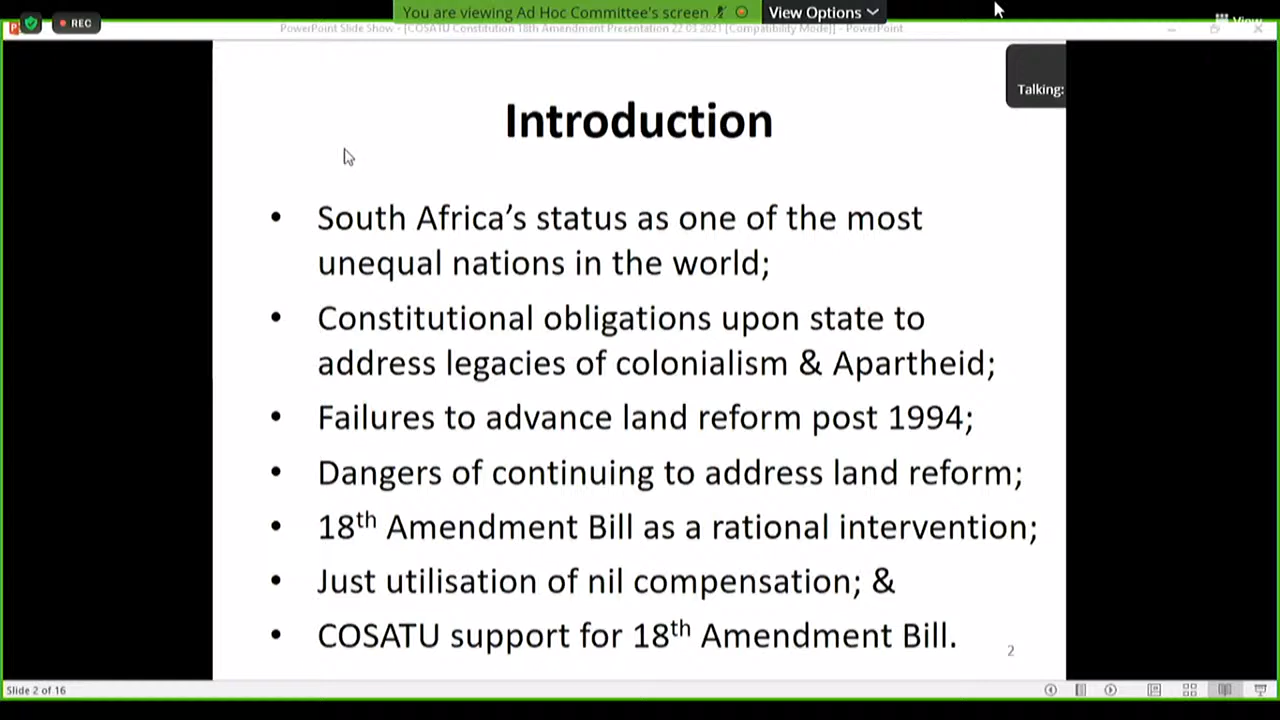 You are viewing Ad Hoc Committee's screen
View Options
REC
View
PowerPoint Slide Show - [COSATU Constitution 18th Amendment Presentation 22 03 2021 [Compatibility Mode]] - PowerPoint
Talking:
Introduction
• South Africa’s status as one of the most
unequal nations in the world;
• Constitutional obligations upon state to
address legacies of colonialism & Apartheid;
• Failures to advance land reform post 1994;
• Dangers of continuing to address land reform;
• 18th Amendment Bill as a rational intervention;
• Just utilisation of nil compensation; &
• COSATU support for 18th Amendment Bill.
2
Slide 2 of 16